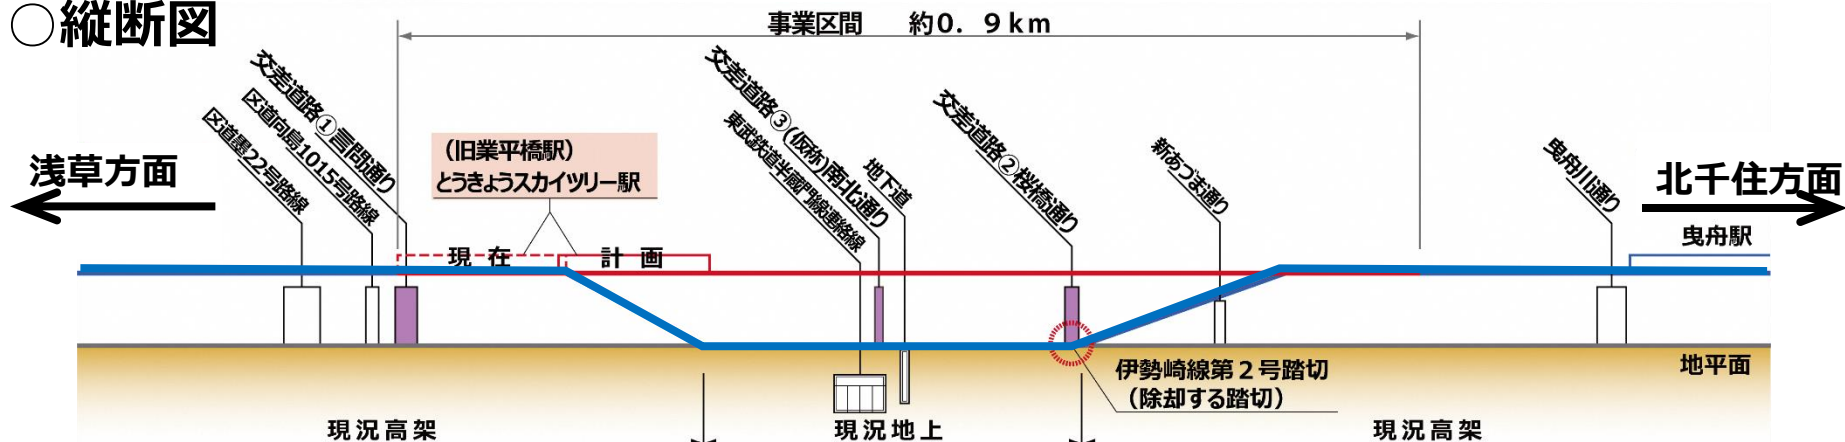 ○縦断図
事業区間 約0.9km
浅草方面
北千住方面
区道墨22号路線
区道向島1015号路線
交差道路①言問通り
(旧業平橋駅)
とうきょうスカイツリー駅
現在
計画
東武鉄道半蔵門線連絡線
交差道路③(仮称)南北通り
地下道
交差道路②桜橋通り
新あづま通り
曳舟川通り
曳舟駅
地平面
伊勢崎線第2号踏切
(除却する踏切)
現況高架
現況地上
現況高架